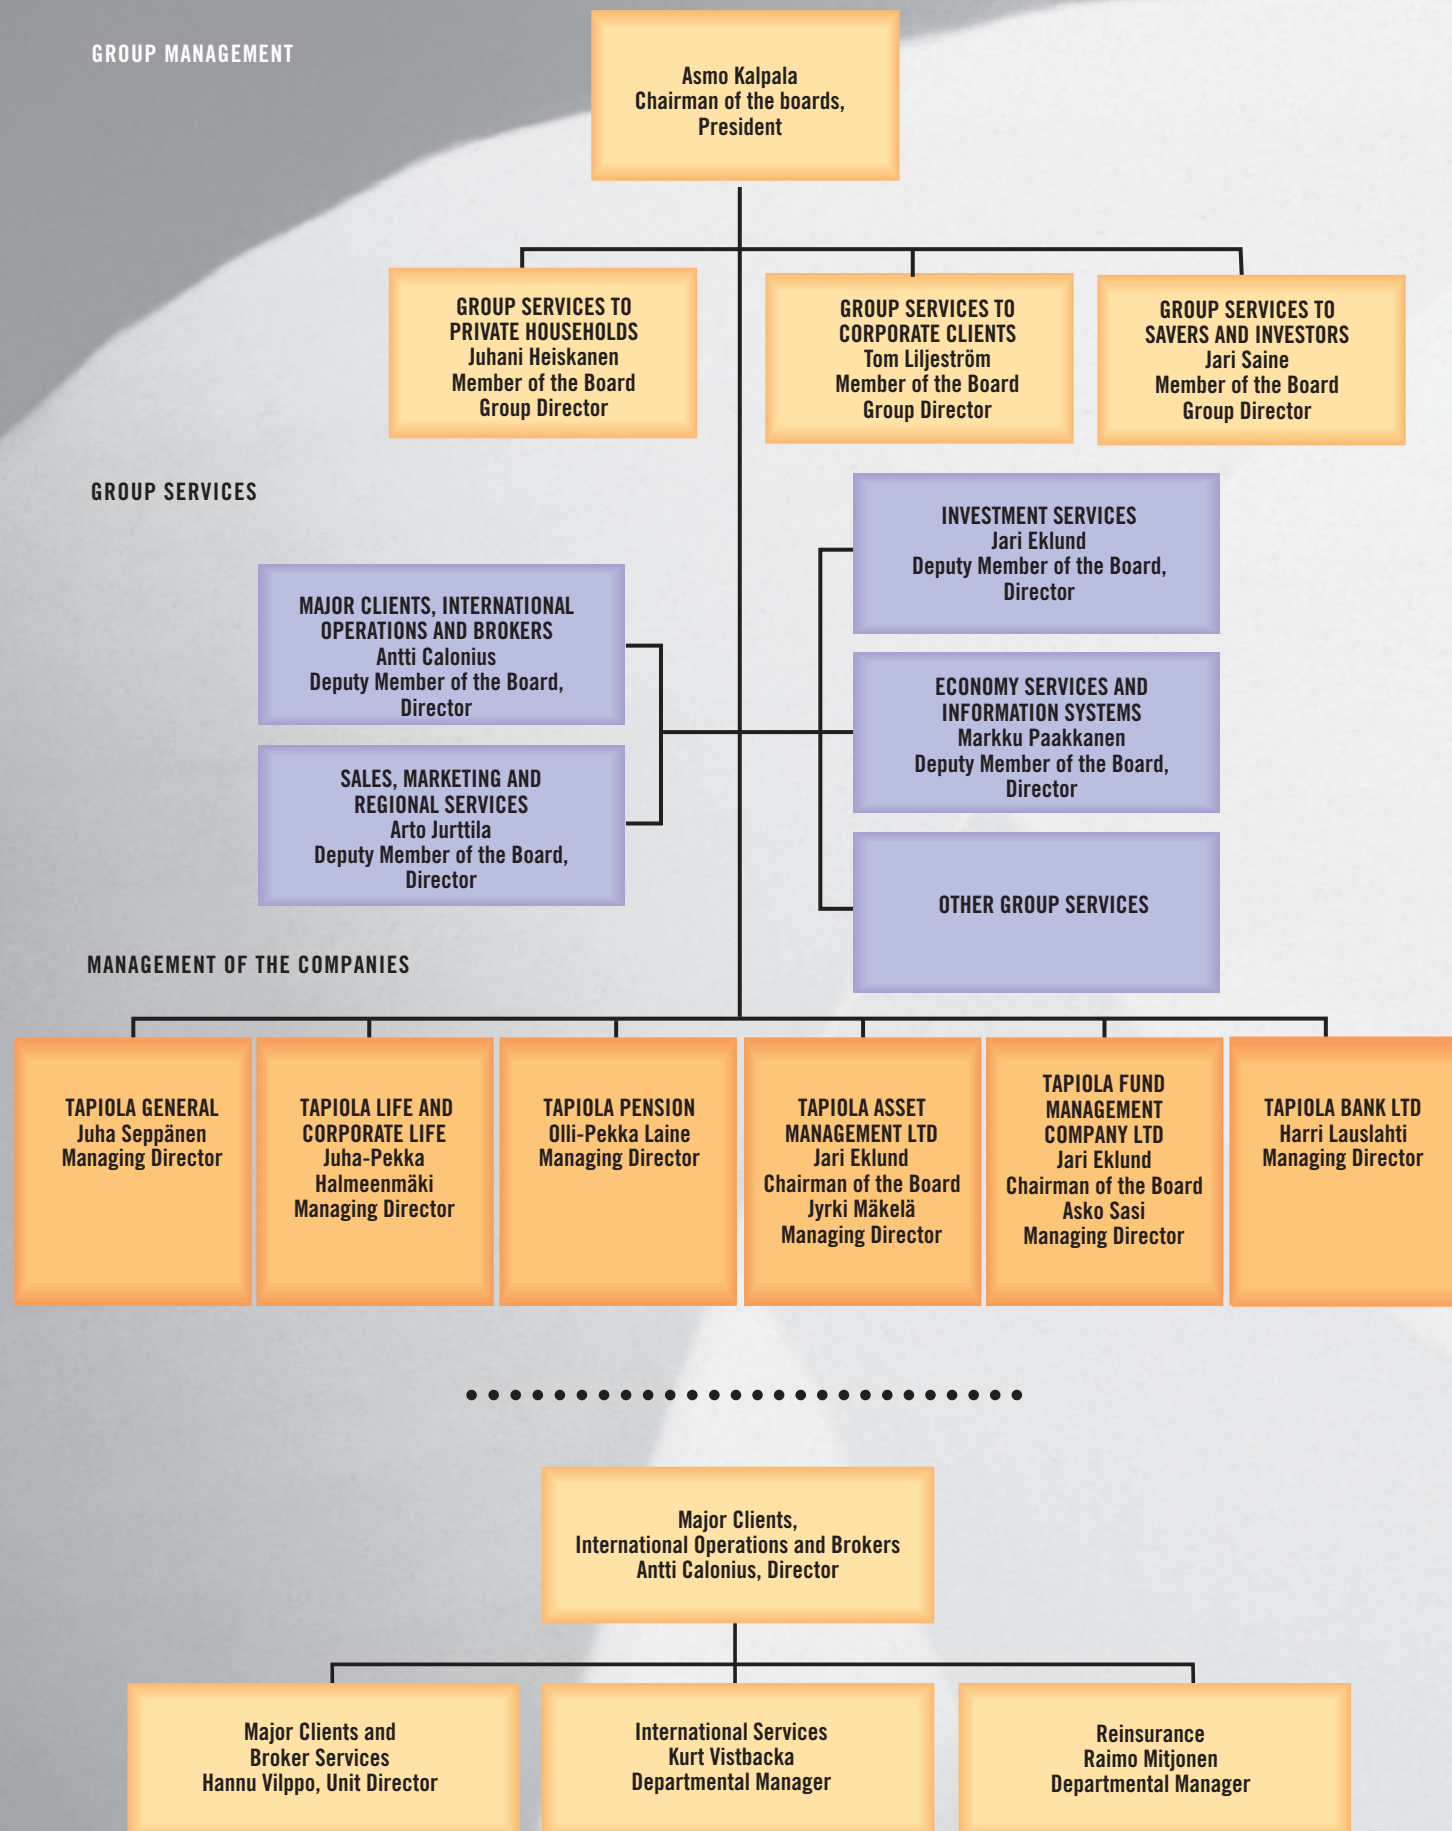 GROUP MANAGEMENT
Asmo Kalpala
Chairman of the boards,
President
GROUP SERVICES TO
PRIVATE HOUSEHOLDS
Juhani Heiskanen
Member of the Board
Group Director
GROUP SERVICES TO
CORPORATE CLIENTS
Tom Liljeström
Member of the Board
Group Director
GROUP SERVICES TO
SAVERS AND INVESTORS
Jari Saine
Member of the Board
Group Director
GROUP SERVICES
MAJOR CLIENTS, INTERNATIONAL
OPERATIONS AND BROKERS
Antti Calonius
Deputy Member of the Board,
Director
SALES, MARKETING AND
REGIONAL SERVICES
Arto Jurttila
Deputy Member of the Board,
Director
INVESTMENT SERVICES
Jari Eklund
Deputy Member of the Board,
Director
ECONOMY SERVICES AND
INFORMATION SYSTEMS
Markku Paakkanen
Deputy Member of the Board,
Director
OTHER GROUP SERVICES
MANAGEMENT OF THE COMPANIES
TAPIOLA GENERAL
Juha Seppänen
Managing Director
TAPIOLA LIFE AND
CORPORATE LIFE
Juha-Pekka
Halmeenmäki
Managing Director
TAPIOLA PENSION
Olli-Pekka Laine
Managing Director
TAPIOLA ASSET
MANAGEMENT LTD
Jari Eklund
Chairman of the Board
Jyrki Mäkelä
Managing Director
TAPIOLA FUND
MANAGEMENT
COMPANY LTD
Jari Eklund
Chairman of the Board
Asko Sasi
Managing Director
TAPIOLA BANK LTD
Harri Lauslahti
Managing Director
Major Clients,
International Operations and Brokers
Antti Calonius, Director
Major Clients and
Broker Services
Hannu Vilppo, Unit Director
International Services
Kurt Vistbacka
Departmental Manager
Reinsurance
Raimo Mitjonen
Departmental Manager